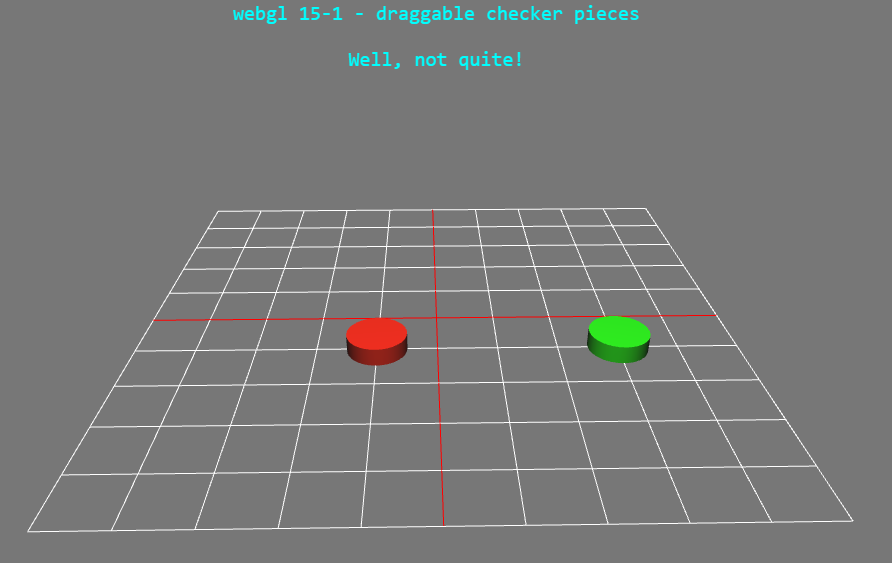 webgl 15-1 - draggable checker pieces
Well, not quite!